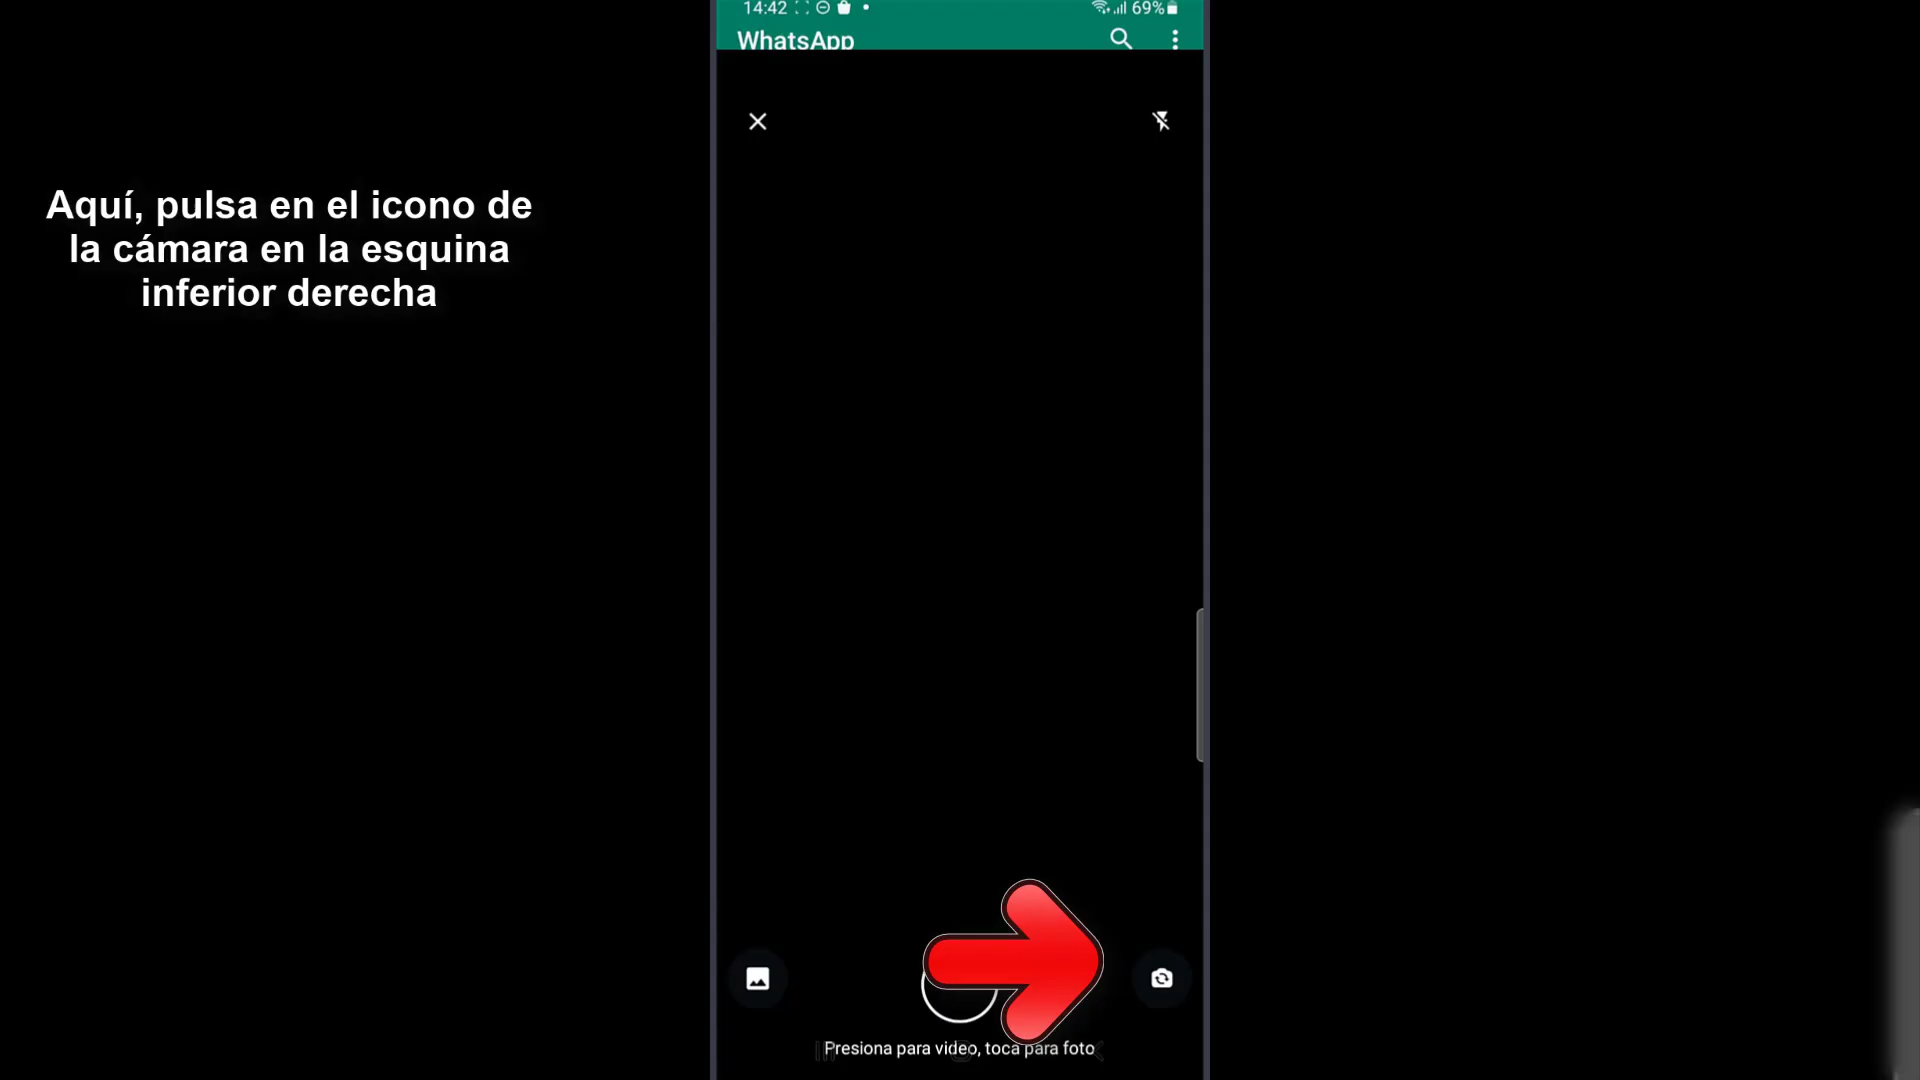 14:42
69%
WhatsApp
Aquí, pulsa en el icono de
la cámara en la esquina
inferior derecha
Presiona para video, toca para foto